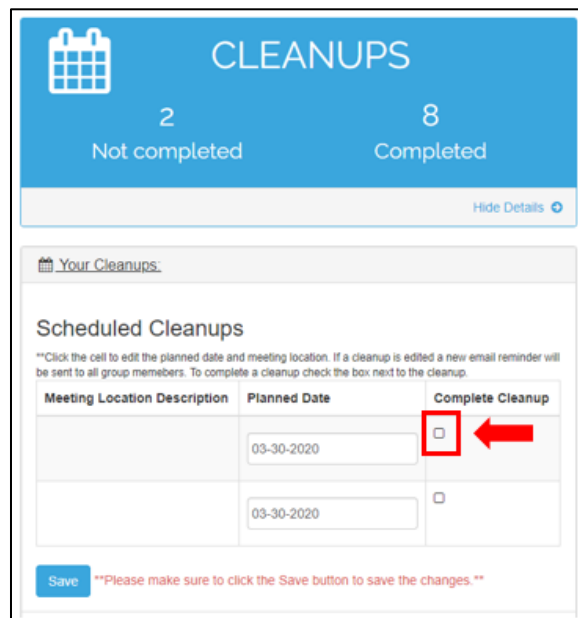 CLEANUPS
2
Not completed
8
Completed
Hide Details
Your Cleanups:
Scheduled Cleanups
**Click the cell to edit the planned date and meeting location. If a cleanup is edited a new email reminder will
be sent to all group memebers. To complete a cleanup check the box next to the
cleanup.
Meeting Location Description Planned Date Complete Cleanup
03-30-2020
03-30-2020
Save **Please make sure to click the Save button to save the changes.**